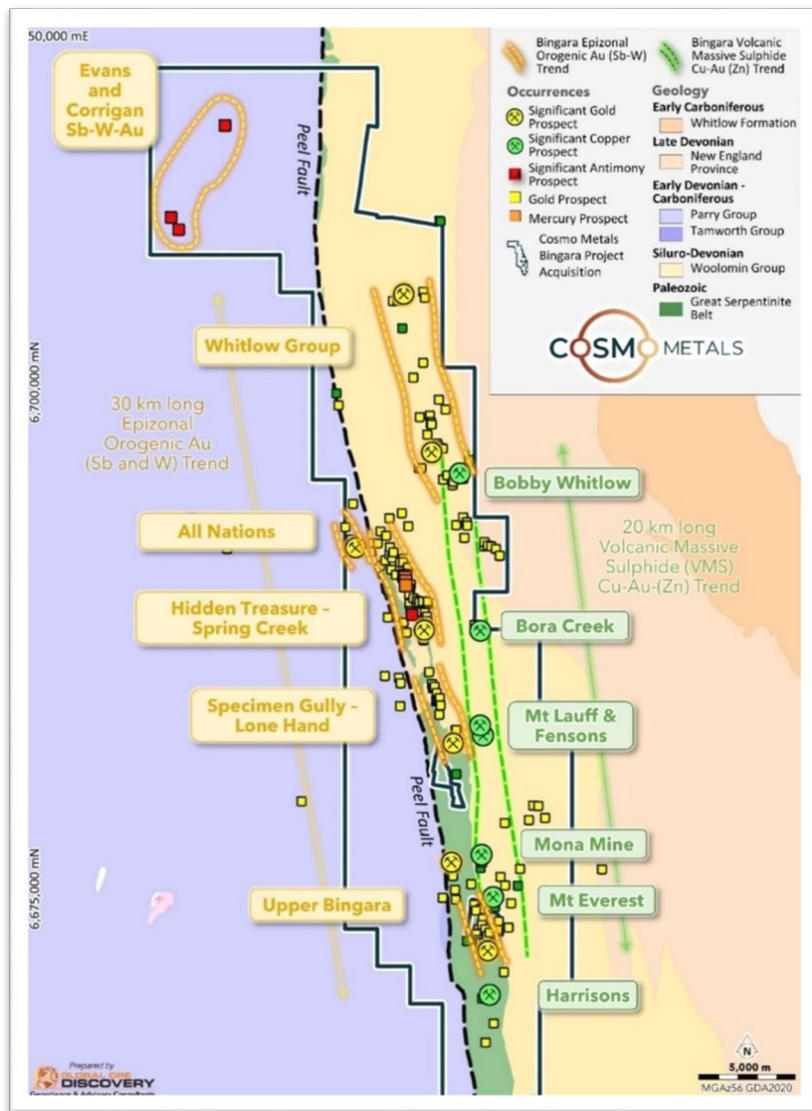 50,000 mE
Evans
and
Corrigan
Sb-W-Au
Peel Fault
Bingara Epizonal
Orogenic Au (Sb-W)
Trend
Bingara Volcanic
Massive Sulphide
Cu-Au (Zn) Trend
Occurrences
Significant Gold
Prospect
Significant Copper
Prospect
Significant Antimony
Prospect
Gold Prospect
Mercury Prospect
Cosmo Metals
Bingara Project
Acquisition
Geology
Early Carboniferous
Whitlow Formation
Late Devonian
New England
Province
Early Devonian -
Carboniferous
Parry Group
Tamworth Group
Siluro-Devonian
Woolomin Group
Paleozoic
Great Serpentinite
Belt
COSMO METALS
Whitlow Group
6,700,000 mN
30 km long
Epizonal
Orogenic Au
(Sb and W) Trend
Bobby Whitlow
All Nations
20 km long
Volcanic Massive
Sulphide (VMS)
Cu-Au-(Zn) Trend
Hidden Treasure –
Spring Creek
Bora Creek
Specimen Gully –
Lone Hand
Mt Lauff &
Fensons
Peel Fault
Mona Mine
6,675,000 mN
Upper Bingara
Mt Everest
Harrisons
Prepared by
GLOBAL ORE
DISCOVERY
Geoscience & Advisory Consultants
N
5,000 m
MGAz56 GDA2020